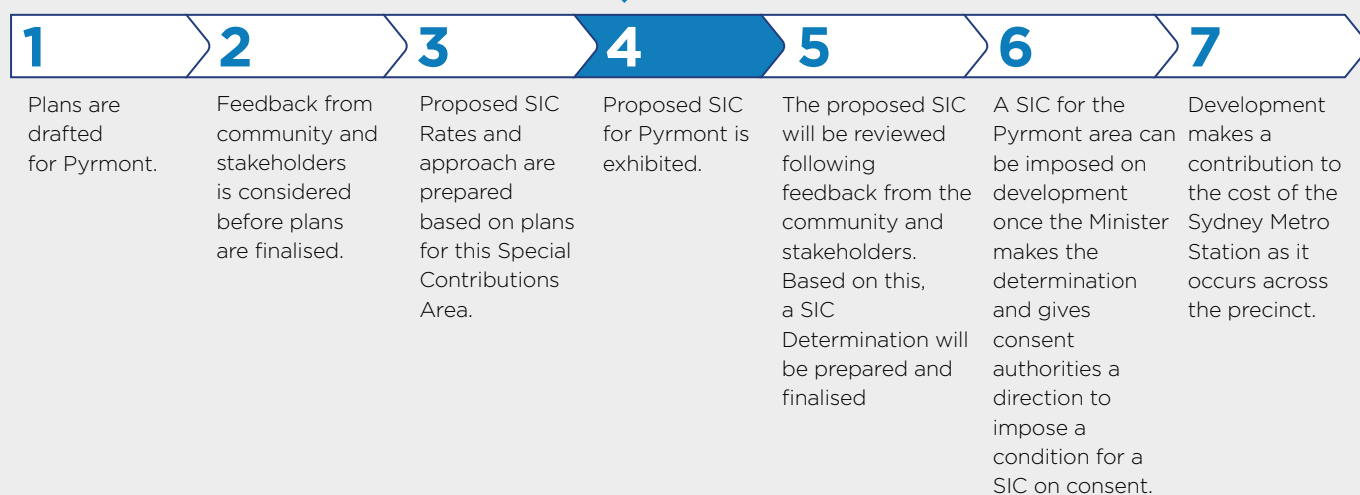 1
Plans are
drafted
for Pyrmont.
2
Feedback from
community and
stakeholders
is considered
before plans
are finalised.
3
Proposed SIC
Rates and
approach are
prepared
based on plans
for this Special
Contributions
Area.
4
Proposed SIC
for Pyrmont is
exhibited.
5
The proposed SIC
will be reviewed
following
feedback from the
community and
stakeholders.
Based on this,
a SIC
Determination will
be prepared and
finalised
6
A SIC for the
Pyrmont area can
be imposed on
development
once the Minister
makes the
determination
and gives
consent
authorities a
direction to
impose a
condition for a
SIC on consent.
7
Development
makes a
contribution to
the cost of the
Sydney Metro
Station as it
occurs across
the precinct.